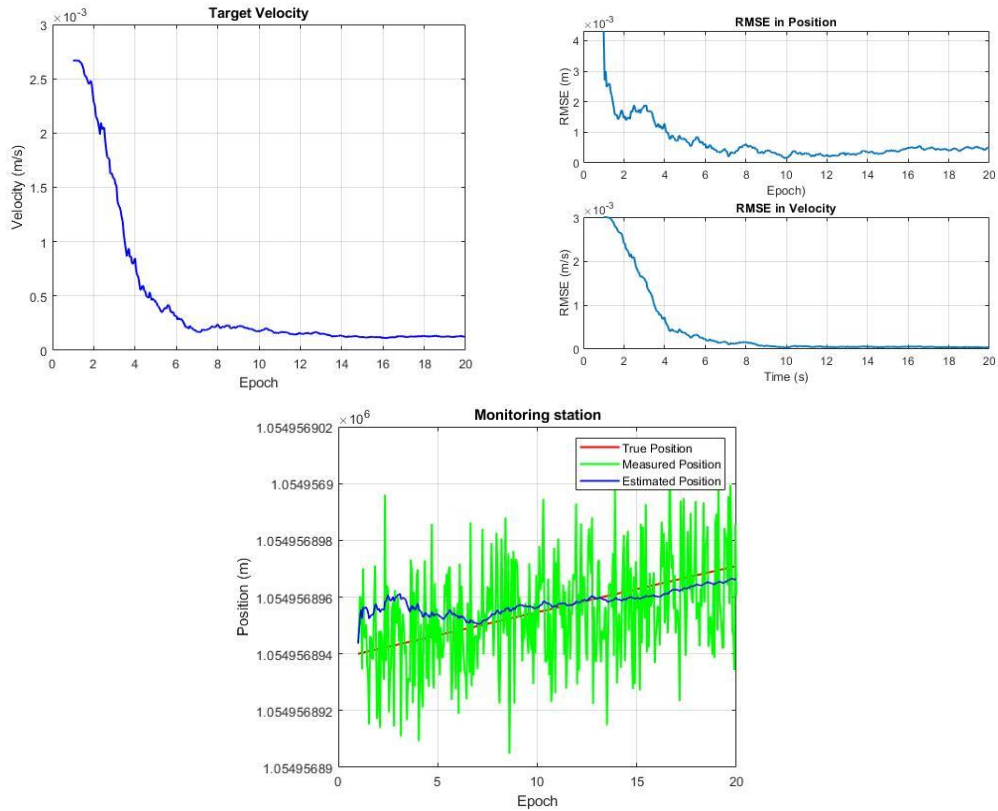 Target Velocity
×10⁻³
3
2.5
2
1.5
1
0.5
0
Velocity (m/s)
0 2 4 6 8 10 12 14 16 18 20
Epoch
RMSE in Position
×10⁻³
4
3
2
1
0
RMSE (m)
0 2 4 6 8 10 12 14 16 18 20
Epoch)
RMSE in Velocity
×10⁻³
3
2
1
0
RMSE (m/s)
0 2 4 6 8 10 12 14 16 18 20
Time (s)
Monitoring station
×10⁶
1.054956902
1.0549569
1.054956898
1.054956896
1.054956894
1.054956892
1.05495689
Position (m)
True Position
Measured Position
Estimated Position
0 5 10 15 20
Epoch